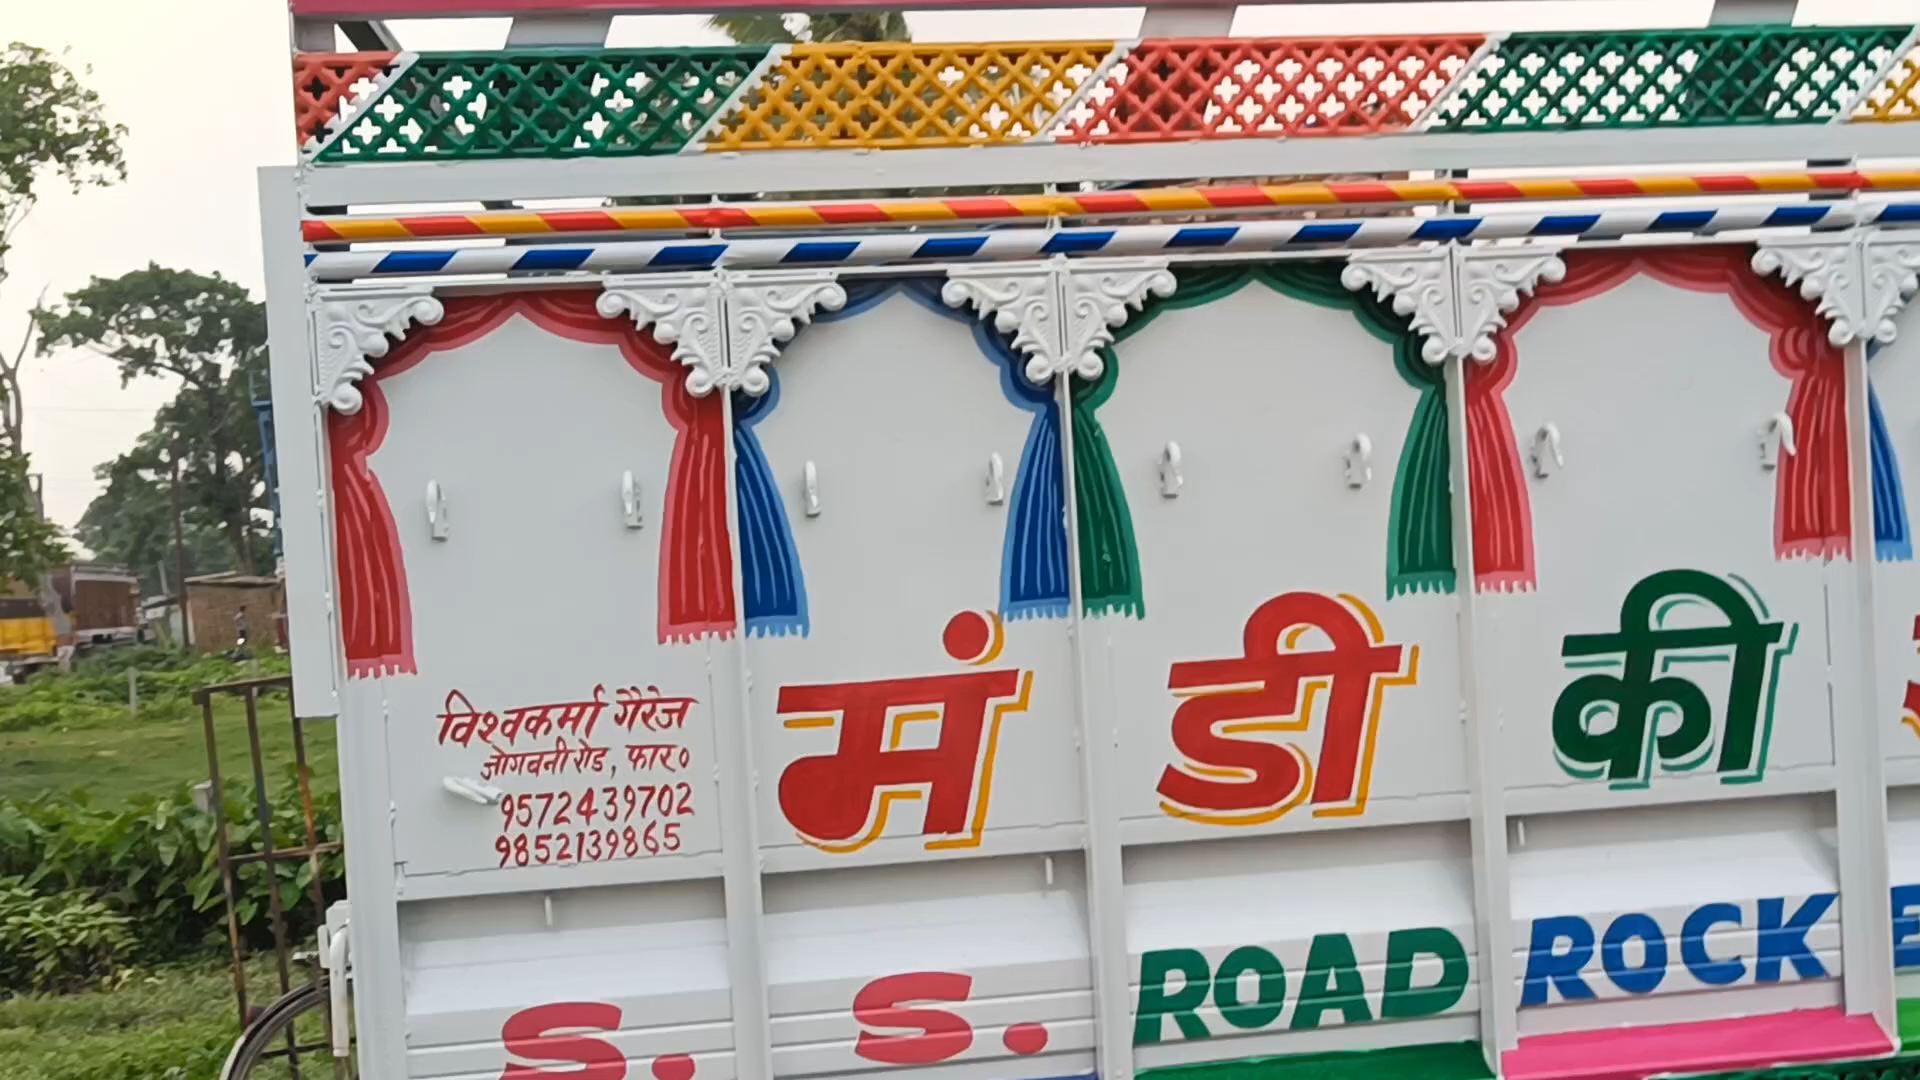 विश्वकर्मा गैरेज
जोगबनी रोड, फार०
9572439702
9852139865
मंडी की
S. S. ROAD ROCK